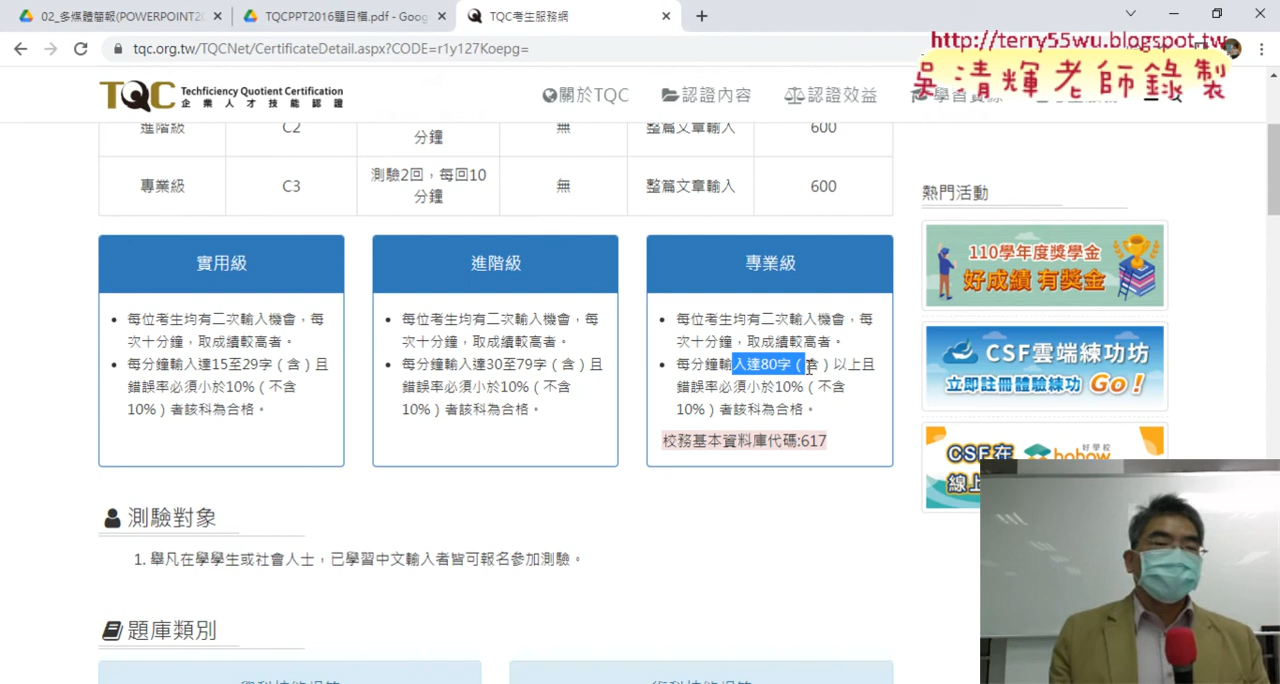 02_多媒體簡報(POWERPOINT20
TQCPPT2016題目檔.pdf - Goog
TQC考生服務網
tqc.org.tw/TQCNet/CertificateDetail.aspx?CODE=r1y127Koepg=
http://terry55wu.blogspot.tw
吳清輝老師錄製
TQC Techficiency Quotient Certification
企業人才技能認證
關於TQC
認證內容
認證效益
進階級
C2
分鐘
無
整篇文章輸入
600
專業級
C3
測驗2回，每回10
分鐘
無
整篇文章輸入
600
實用級
每位考生均有二次輸入機會，每
次十分鐘，取成績較高者。
每分鐘輸入達15至29字（含）且
錯誤率必須小於10%（不含
10%）者該科為合格。
進階級
每位考生均有二次輸入機會，每
次十分鐘，取成績較高者。
每分鐘輸入達30至79字（含）且
錯誤率必須小於10%（不含
10%）者該科為合格。
專業級
每位考生均有二次輸入機會，每
次十分鐘，取成績較高者。
每分鐘輸入達80字（含）以上且
錯誤率必須小於10%（不含
10%）者該科為合格。
校務基本資料庫代碼:617
熱門活動
110學年度獎學金
好成績 有獎金
CSF雲端練功坊
立即註冊體驗練功 Go！
CSF在
好學校
hahow
線上
測驗對象
1. 舉凡在學學生或社會人士，已學習中文輸入者皆可報名參加測驗。
題庫類別